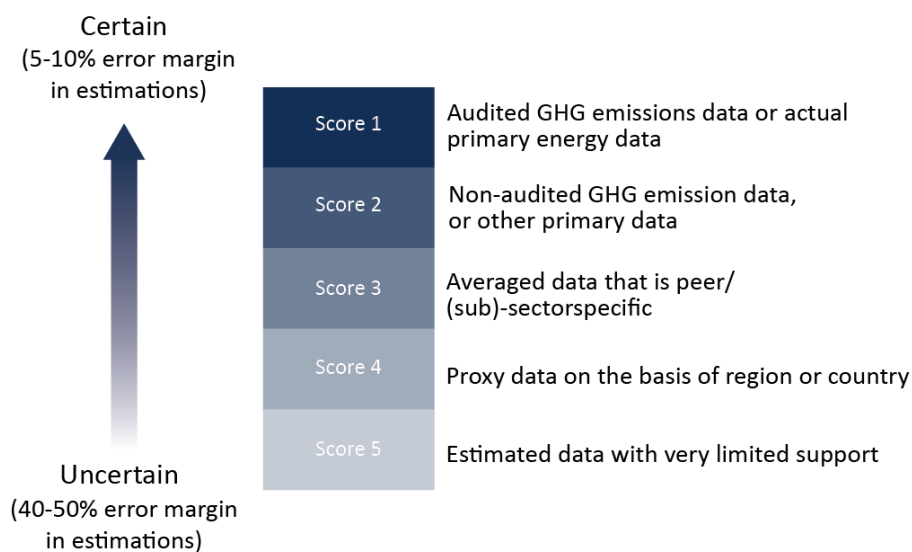 Certain
(5-10% error margin
in estimations)
Score 1
Audited GHG emissions data or actual
primary energy data
Score 2
Non-audited GHG emission data,
or other primary data
Score 3
Averaged data that is peer/
(sub)-sectorspecific
Score 4
Proxy data on the basis of region or country
Score 5
Estimated data with very limited support
Uncertain
(40-50% error margin
in estimations)